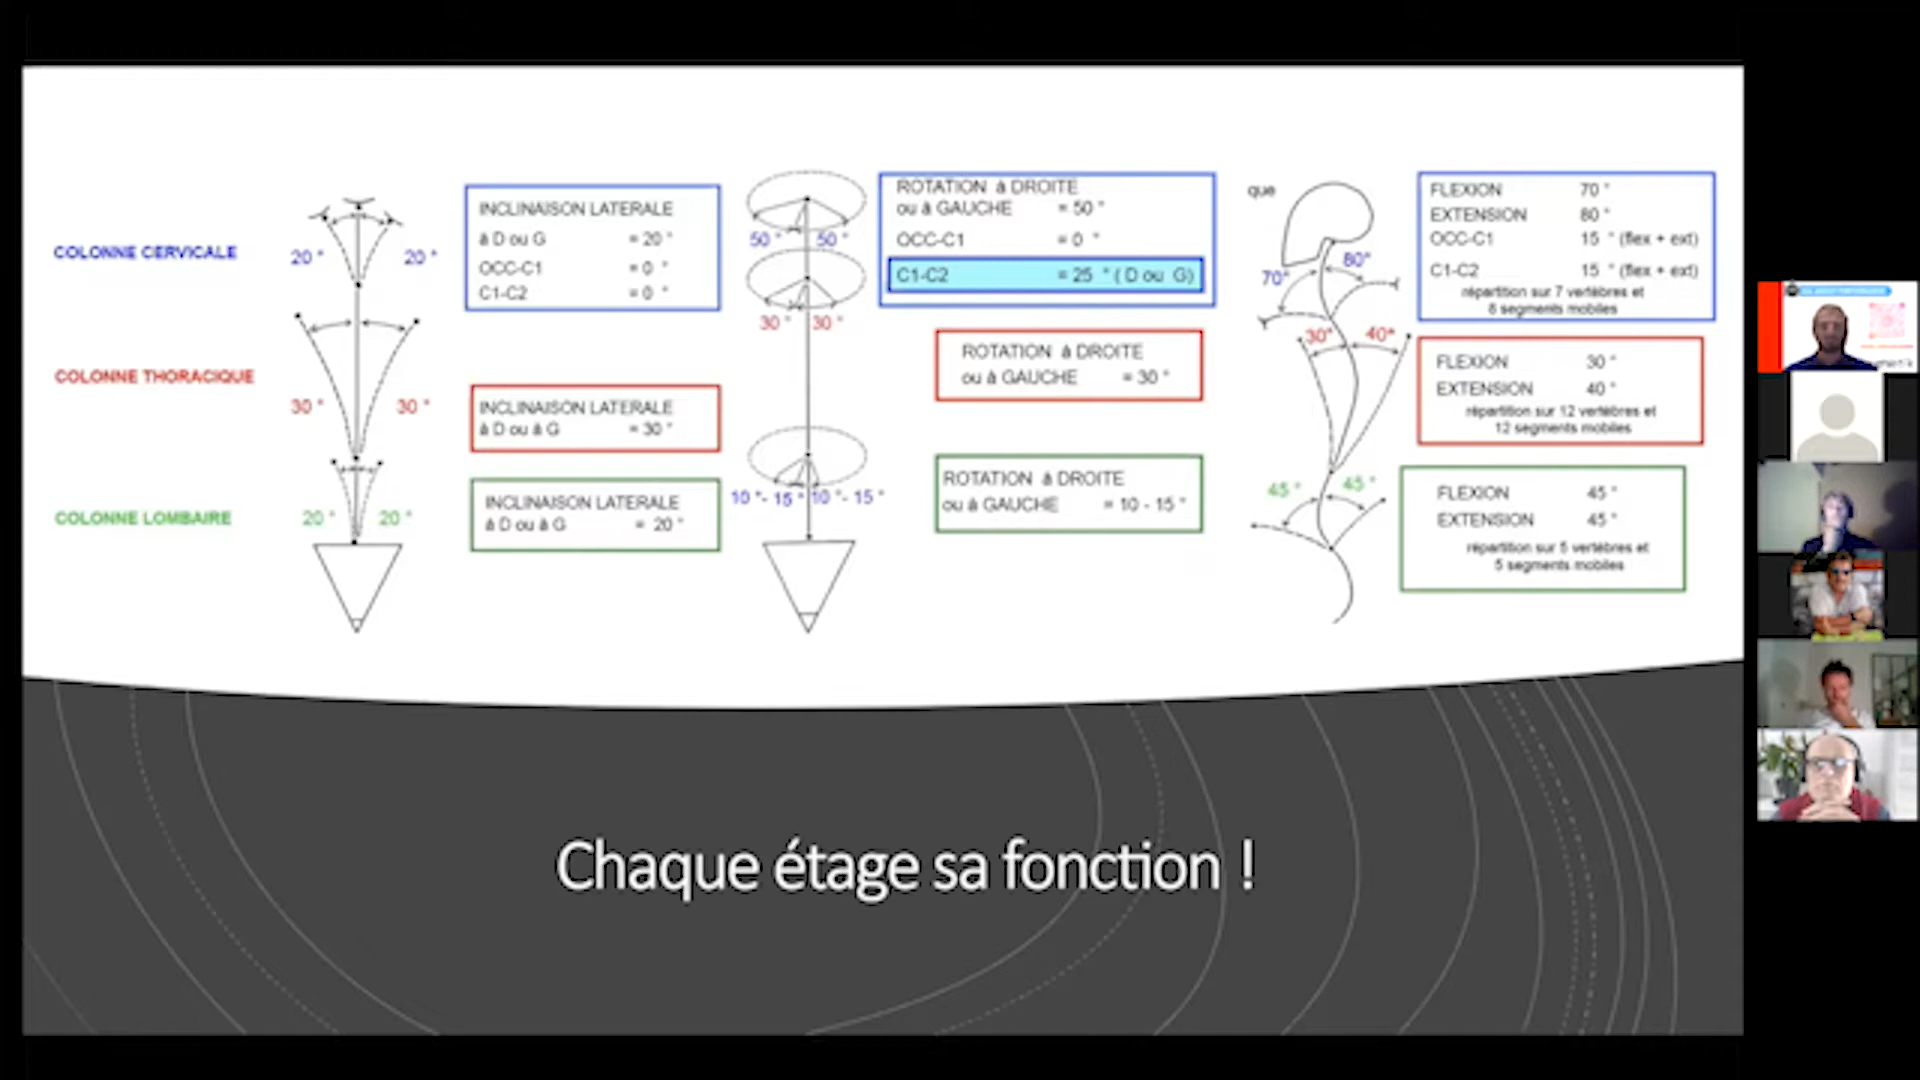 COLONNE CERVICALE
20 °
20 °
COLONNE THORACIQUE
30 °
30 °
COLONNE LOMBAIRE
20 °
20 °
INCLINAISON LATERALE
à D ou G = 20 °
OCC-C1 = 0 °
C1-C2 = 0 °
INCLINAISON LATERALE
à D ou à G = 30 °
INCLINAISON LATERALE
à D ou à G = 20 °
50 °
50 °
30 °
30 °
10 °- 15 °
10 °- 15 °
ROTATION à DROITE
ou à GAUCHE = 50 °
OCC-C1 = 0 °
C1-C2 = 25 ° ( D ou G)
ROTATION à DROITE
ou à GAUCHE = 30 °
ROTATION à DROITE
ou à GAUCHE = 10 - 15 °
que
70°
80°
30°
40°
45 °
45 °
FLEXION 70 °
EXTENSION 80 °
OCC-C1 15 ° (flex + ext)
C1-C2 15 ° (flex + ext)
répartition sur 7 vertèbres et
6 segments mobiles
FLEXION 30 °
EXTENSION 40 °
répartition sur 12 vertèbres et
12 segments mobiles
FLEXION 45 °
EXTENSION 45 °
répartition sur 5 vertèbres et
5 segments mobiles
Chaque étage sa fonction !